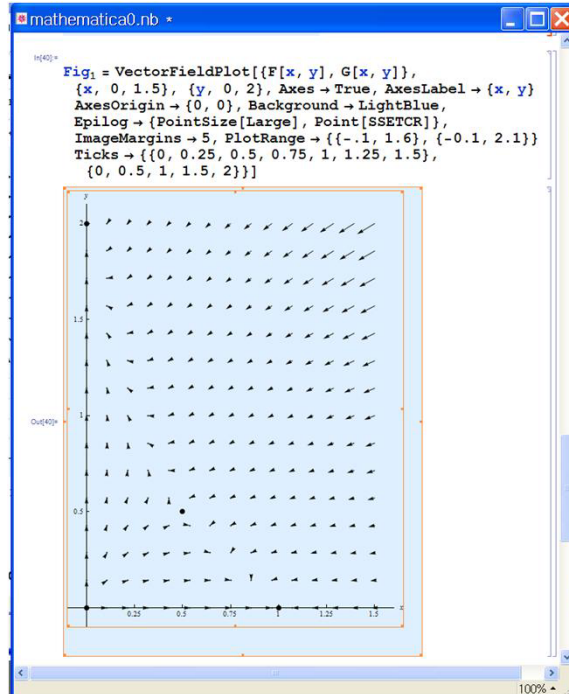 mathematica0.nb *
In[40]:=
Fig₁ = VectorFieldPlot[{F[x, y], G[x, y]},
{x, 0, 1.5}, {y, 0, 2}, Axes → True, AxesLabel → {x, y}
AxesOrigin → {0, 0}, Background → LightBlue,
Epilog → {PointSize[Large], Point[SSETCR]},
ImageMargins → 5, PlotRange → {{-.1, 1.6}, {-0.1, 2.1}}
Ticks → {{0, 0.25, 0.5, 0.75, 1, 1.25, 1.5},
{0, 0.5, 1, 1.5, 2}}]
y
2
1.5
Out[40]=
1
0.5
0.25 0.5 0.75 1 1.25 1.5 x
100%